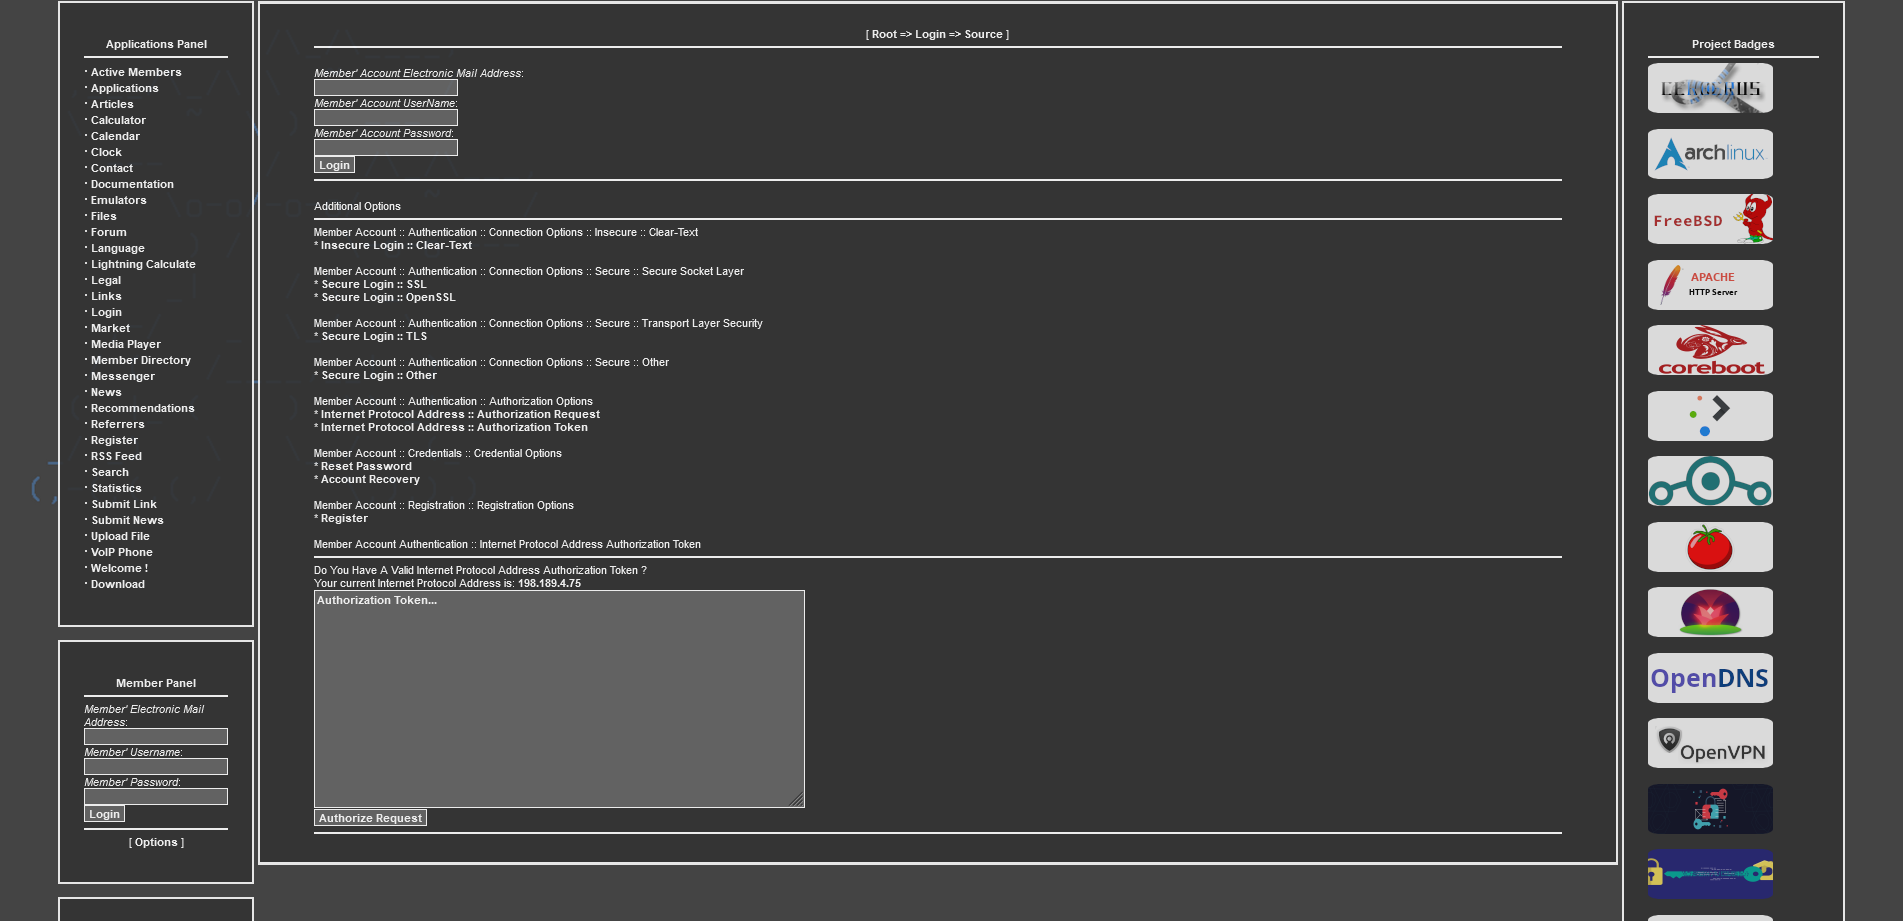 Applications Panel
· Active Members
· Applications
· Articles
· Calculator
· Calendar
· Clock
· Contact
· Documentation
· Emulators
· Files
· Forum
· Language
· Lightning Calculate
· Legal
· Links
· Login
· Market
· Media Player
· Member Directory
· Messenger
· News
· Recommendations
· Referrers
· Register
· RSS Feed
· Search
· Statistics
· Submit Link
· Submit News
· Upload File
· VoIP Phone
· Welcome !
· Download
Member Panel
Member' Electronic Mail
Address:
Member' Username:
Member' Password:
Login
[ Options ]
[ Root => Login => Source ]
Member' Account Electronic Mail Address:
Member' Account UserName:
Member' Account Password:
Login
Additional Options
Member Account :: Authentication :: Connection Options :: Insecure :: Clear-Text
* Insecure Login :: Clear-Text
Member Account :: Authentication :: Connection Options :: Secure :: Secure Socket Layer
* Secure Login :: SSL
* Secure Login :: OpenSSL
Member Account :: Authentication :: Connection Options :: Secure :: Transport Layer Security
* Secure Login :: TLS
Member Account :: Authentication :: Connection Options :: Secure :: Other
* Secure Login :: Other
Member Account :: Authentication :: Authorization Options
* Internet Protocol Address :: Authorization Request
* Internet Protocol Address :: Authorization Token
Member Account :: Credentials :: Credential Options
* Reset Password
* Account Recovery
Member Account :: Registration :: Registration Options
* Register
Member Account Authentication :: Internet Protocol Address Authorization Token
Do You Have A Valid Internet Protocol Address Authorization Token ?
Your current Internet Protocol Address is: 198.189.4.75
Authorization Token...
Authorize Request
Project Badges
CERBERUS
archlinux
FreeBSD
APACHE
HTTP Server
coreboot
OpenDNS
OpenVPN